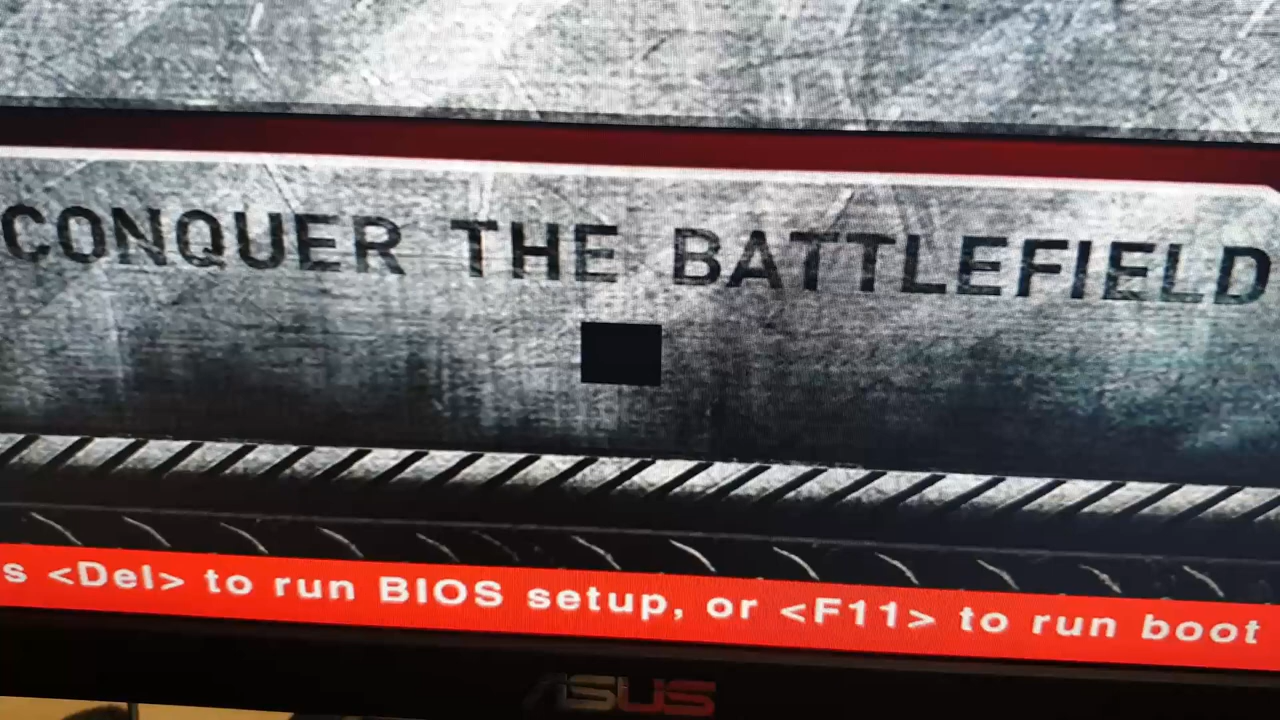 CONQUER THE BATTLEFIELD
s <Del> to run BIOS setup, or <F11> to run boot
ASUS